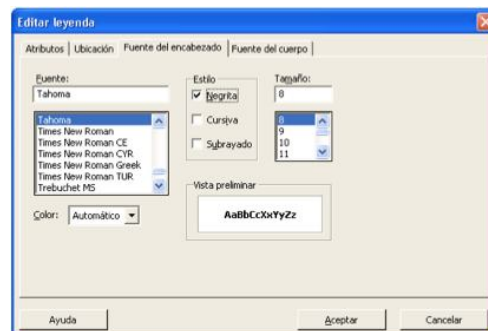 Editar leyenda
Atributos | Ubicación | Fuente del encabezado | Fuente del cuerpo
Fuente:
Tahoma
Tahoma
Times New Roman
Times New Roman CE
Times New Roman CYR
Times New Roman Greek
Times New Roman TUR
Trebuchet MS
Color: Automático
Estilo
Negrita
Cursiva
Subrayado
Tamaño:
8
8
9
10
11
Vista preliminar
AaBbCcXxYyZz
Ayuda Aceptar Cancelar